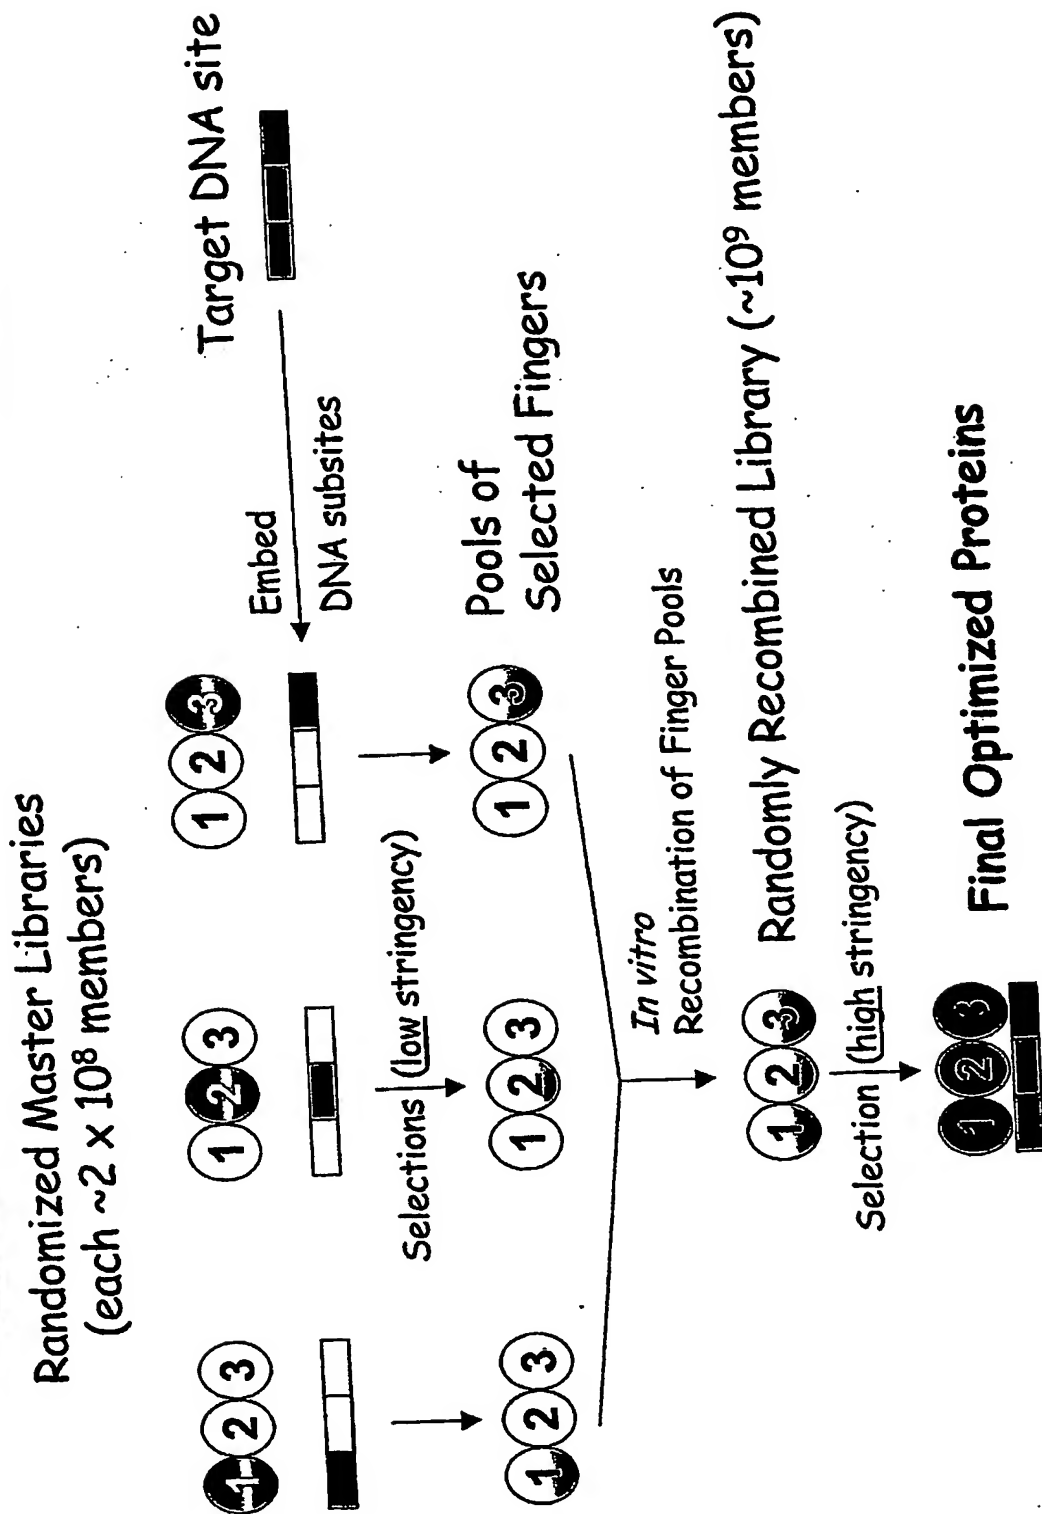 Randomized Master Libraries
(each ~2 x 10⁸ members)
Target DNA site
1 2 3
1 2 3
1 2 3
Embed
DNA subsites
Selections (low stringency)
Pools of
Selected Fingers
1 2 3
1 2 3
1 2 3
In vitro
Recombination of Finger Pools
1 2 3
Randomly Recombined Library (~10⁹ members)
Selection (high stringency)
1 2 3
Final Optimized Proteins